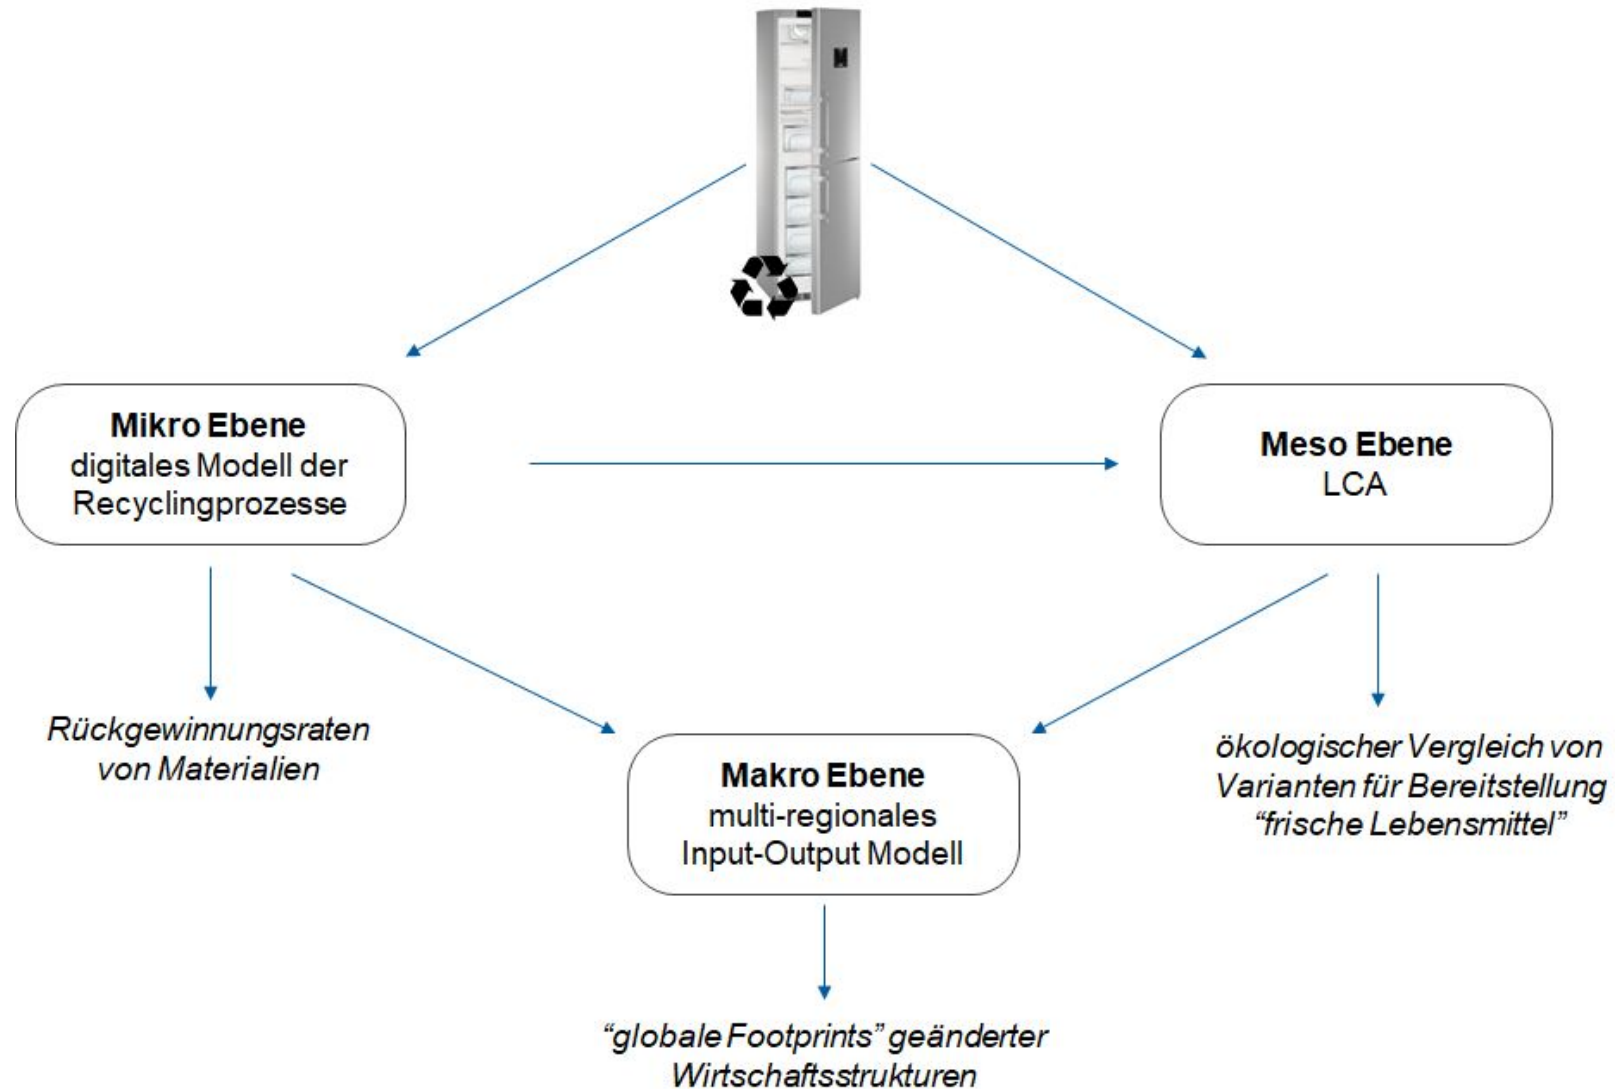 Mikro Ebene
digitales Modell der
Recyclingprozesse
Meso Ebene
LCA
Rückgewinnungsraten
von Materialien
Makro Ebene
multi-regionales
Input-Output Modell
ökologischer Vergleich von
Varianten für Bereitstellung
“frische Lebensmittel”
“globale Footprints” geänderter
Wirtschaftsstrukturen